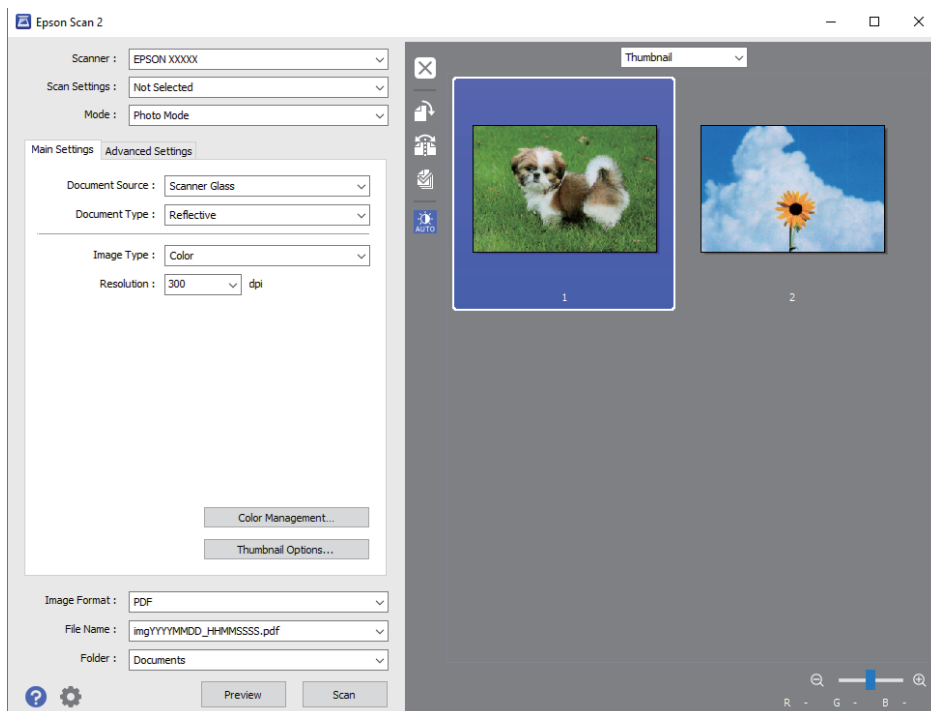 Epson Scan 2
Scanner : EPSON XXXXX
Scan Settings : Not Selected
Mode : Photo Mode
Main Settings Advanced Settings
Document Source : Scanner Glass
Document Type : Reflective
Image Type : Color
Resolution : 300 dpi
Color Management...
Thumbnail Options...
Image Format : PDF
File Name : imgYYYYMMDD_HHMMSSSS.pdf
Folder : Documents
? Preview Scan
Thumbnail
AUTO
1 2
R - G - B -